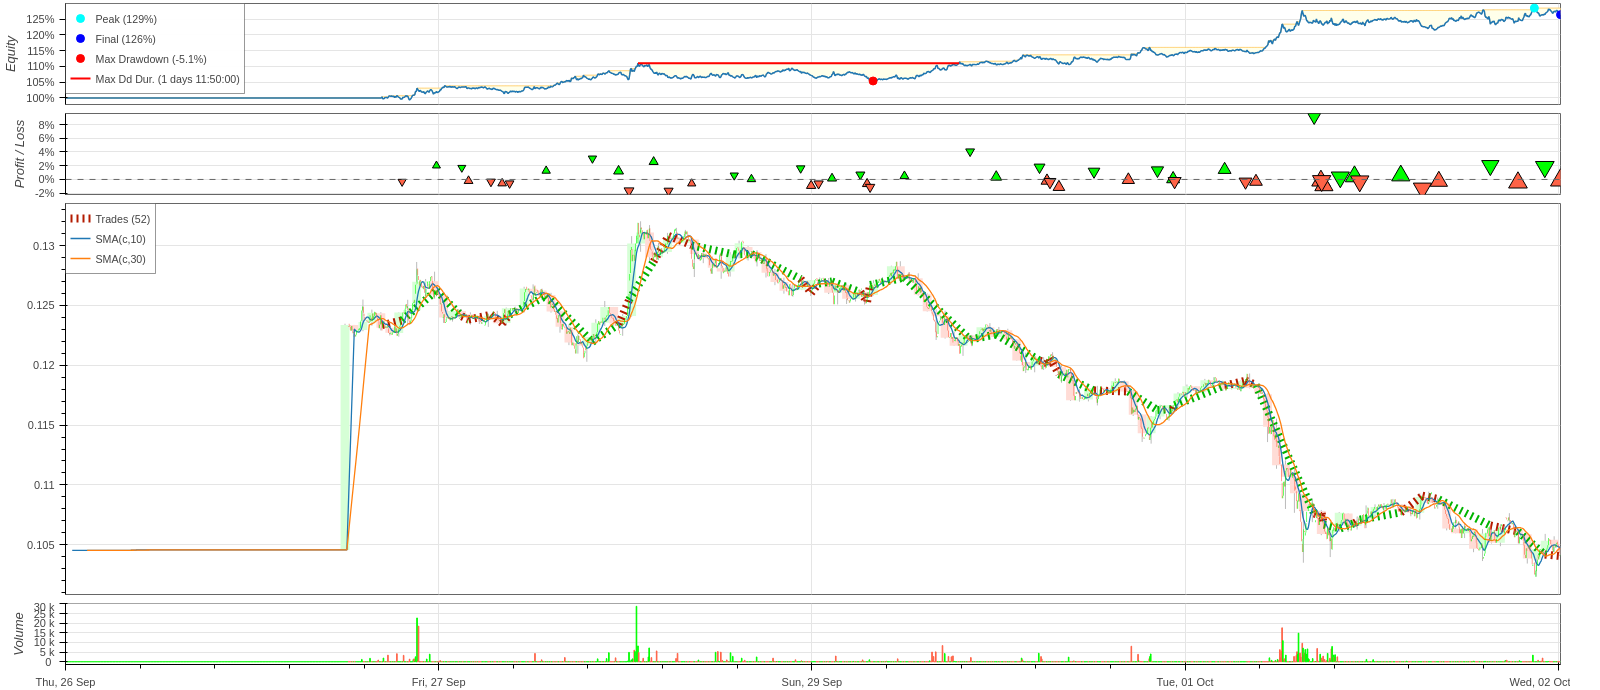 Equity
125%
120%
115%
110%
105%
100%
Peak (129%)
Final (126%)
Max Drawdown (-5.1%)
Max Dd Dur. (1 days 11:50:00)
Profit / Loss
8%
6%
4%
2%
0%
-2%
Trades (52)
SMA(c,10)
SMA(c,30)
0.13
0.125
0.12
0.115
0.11
0.105
Volume
30 k
25 k
20 k
15 k
10 k
5 k
0
Thu, 26 Sep
Fri, 27 Sep
Sun, 29 Sep
Tue, 01 Oct
Wed, 02 Oct